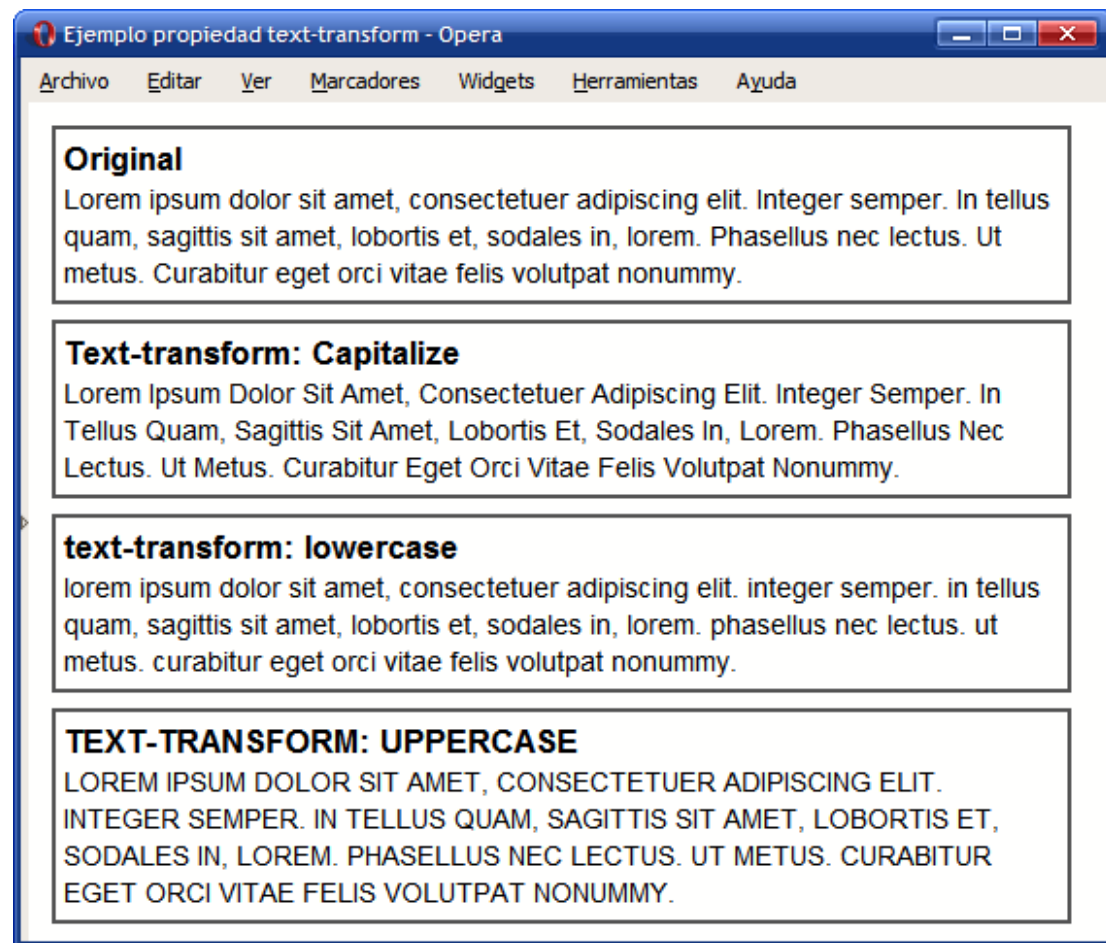 Ejemplo propiedad text-transform - Opera
Archivo Editar Ver Marcadores Widgets Herramientas Ayuda
Original
Lorem ipsum dolor sit amet, consectetuer adipiscing elit. Integer semper. In tellus
quam, sagittis sit amet, lobortis et, sodales in, lorem. Phasellus nec lectus. Ut
metus. Curabitur eget orci vitae felis volutpat nonummy.
Text-transform: Capitalize
Lorem Ipsum Dolor Sit Amet, Consectetuer Adipiscing Elit. Integer Semper. In
Tellus Quam, Sagittis Sit Amet, Lobortis Et, Sodales In, Lorem. Phasellus Nec
Lectus. Ut Metus. Curabitur Eget Orci Vitae Felis Volutpat Nonummy.
text-transform: lowercase
lorem ipsum dolor sit amet, consectetuer adipiscing elit. integer semper. in tellus
quam, sagittis sit amet, lobortis et, sodales in, lorem. phasellus nec lectus. ut
metus. curabitur eget orci vitae felis volutpat nonummy.
TEXT-TRANSFORM: UPPERCASE
LOREM IPSUM DOLOR SIT AMET, CONSECTETUER ADIPISCING ELIT.
INTEGER SEMPER. IN TELLUS QUAM, SAGITTIS SIT AMET, LOBORTIS ET,
SODALES IN, LOREM. PHASELLUS NEC LECTUS. UT METUS. CURABITUR
EGET ORCI VITAE FELIS VOLUTPAT NONUMMY.